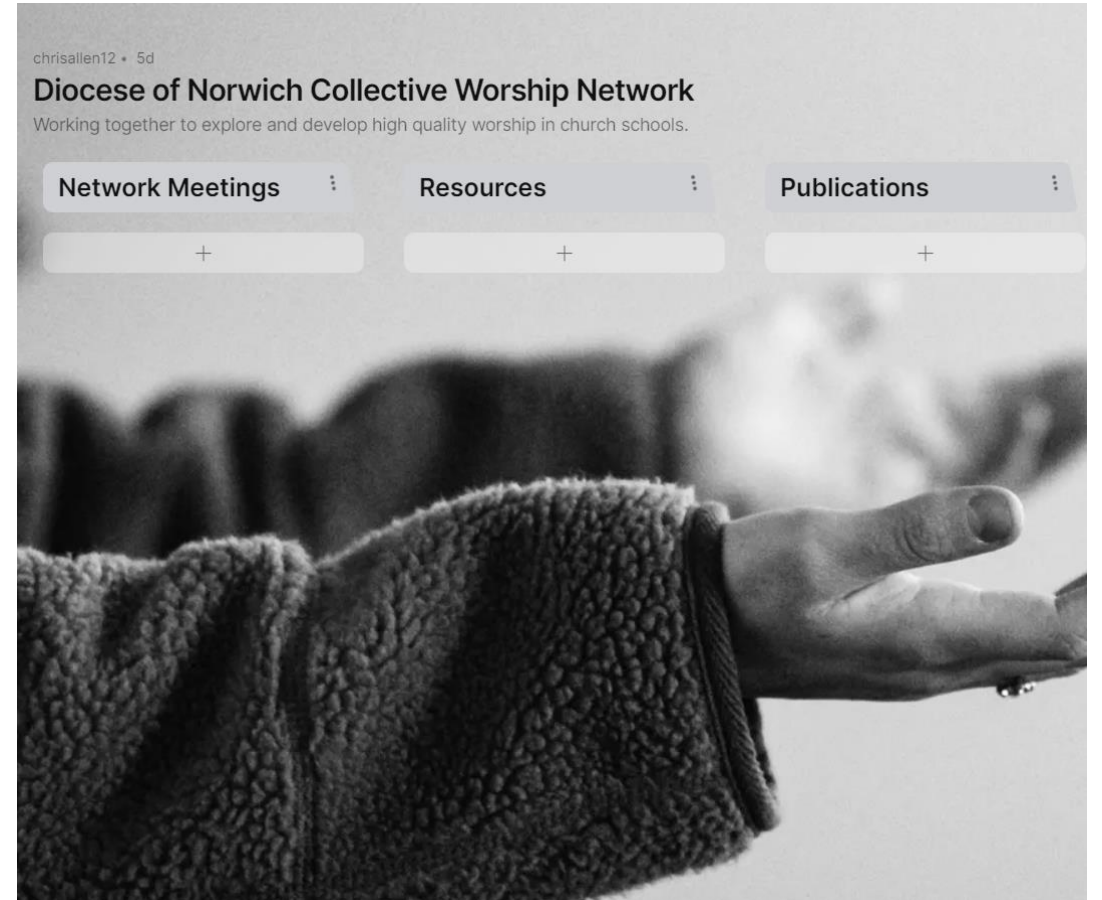 chrisallen12 • 5d
Diocese of Norwich Collective Worship Network
Working together to explore and develop high quality worship in church schools.
Network Meetings
Resources
Publications